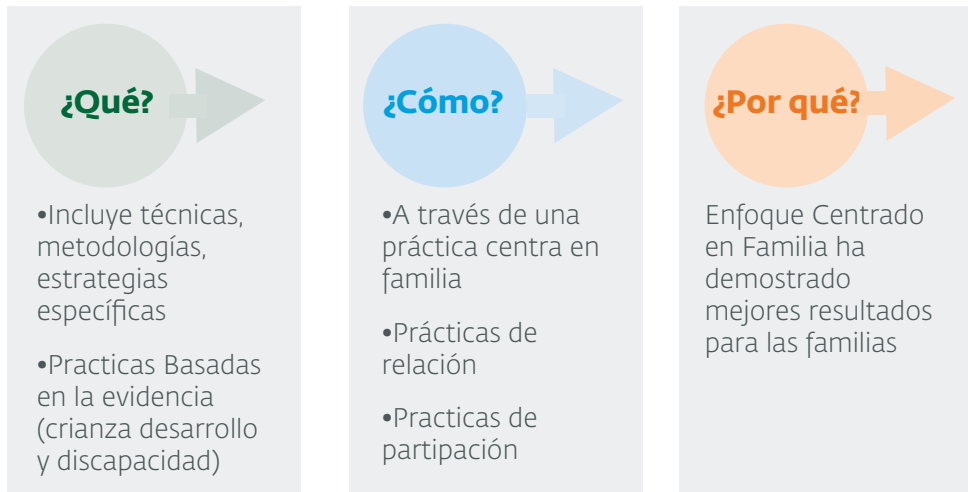 ¿Qué?
•Incluye técnicas,
metodologías,
estrategias
específicas
•Practicas Basadas
en la evidencia
(crianza desarrollo
y discapacidad)
¿Cómo?
•A través de una
práctica centra en
familia
•Prácticas de
relación
•Practicas de
partipación
¿Por qué?
Enfoque Centrado
en Familia ha
demostrado
mejores resultados
para las familias